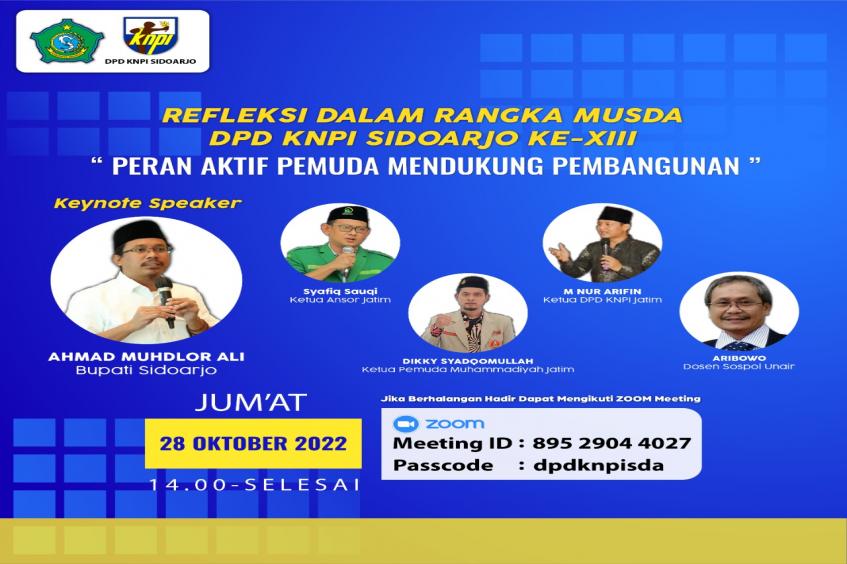 knpi
DPD KNPI SIDOARJO
REFLEKSI DALAM RANGKA MUSDA
DPD KNPI SIDOARJO KE-XIII
“ PERAN AKTIF PEMUDA MENDUKUNG PEMBANGUNAN ”
Keynote Speaker
AHMAD MUHDLOR ALI
Bupati Sidoarjo
Syafiq Sauqi
Ketua Ansor Jatim
DIKKY SYADQOMULLAH
Ketua Pemuda Muhammadiyah Jatim
M NUR ARIFIN
Ketua DPD KNPI Jatim
ARIBOWO
Dosen Sospol Unair
JUM'AT
28 OKTOBER 2022
14.00-SELESAI
Jika Berhalangan Hadir Dapat Mengikuti ZOOM Meeting
zoom
Meeting ID : 895 2904 4027
Passcode : dpdknpisda